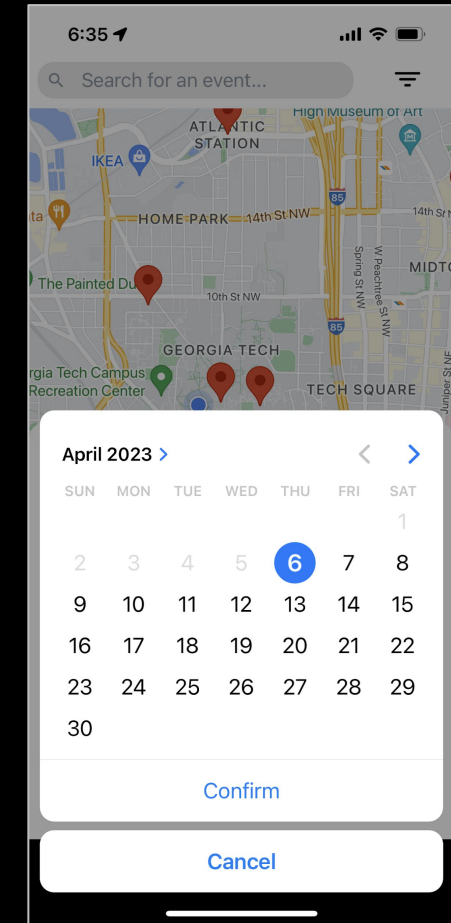 6:35
Search for an event...
High Museum of Art
ATLANTIC
STATION
IKEA
85
ta
HOME PARK
14th St NW
14th St N
Spring St NW
W Peachtree St NW
MIDTO
The Painted Du
10th St NW
85
GEORGIA TECH
rgia Tech Campus
Recreation Center
TECH SQUARE
Juniper St NE
April 2023
SUN MON TUE WED THU FRI SAT
1
2 3 4 5 6 7 8
9 10 11 12 13 14 15
16 17 18 19 20 21 22
23 24 25 26 27 28 29
30
Confirm
Cancel